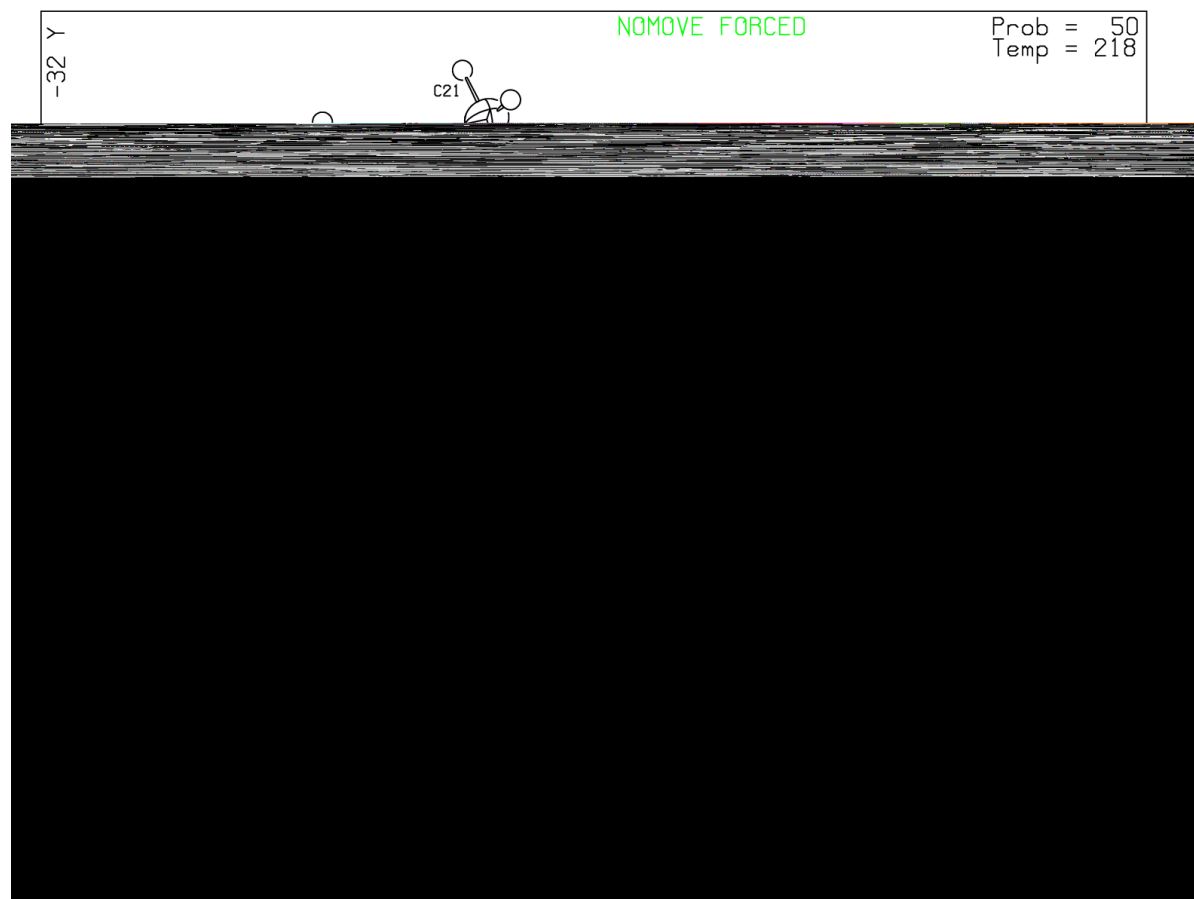 NOMOVE FORCED
Prob = 50
Temp = 218
-32 Y
C21